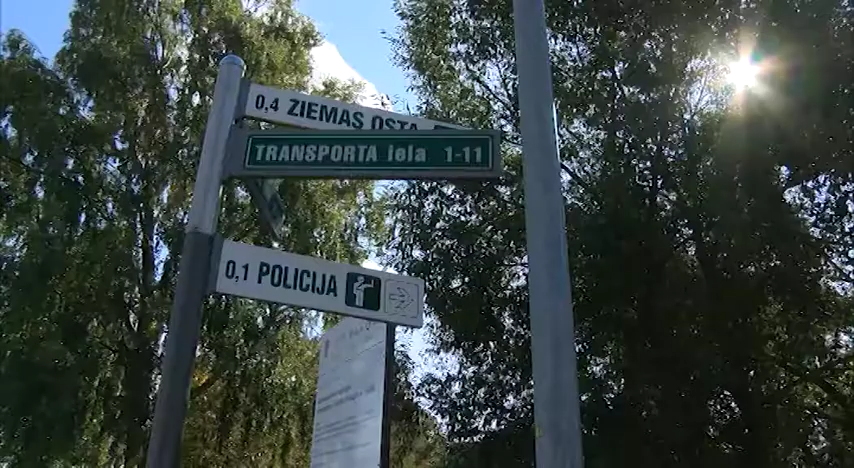 0,4 ZIEMAS OSTA
TRANSPORTA iela 1-11
0,1 POLICIJA